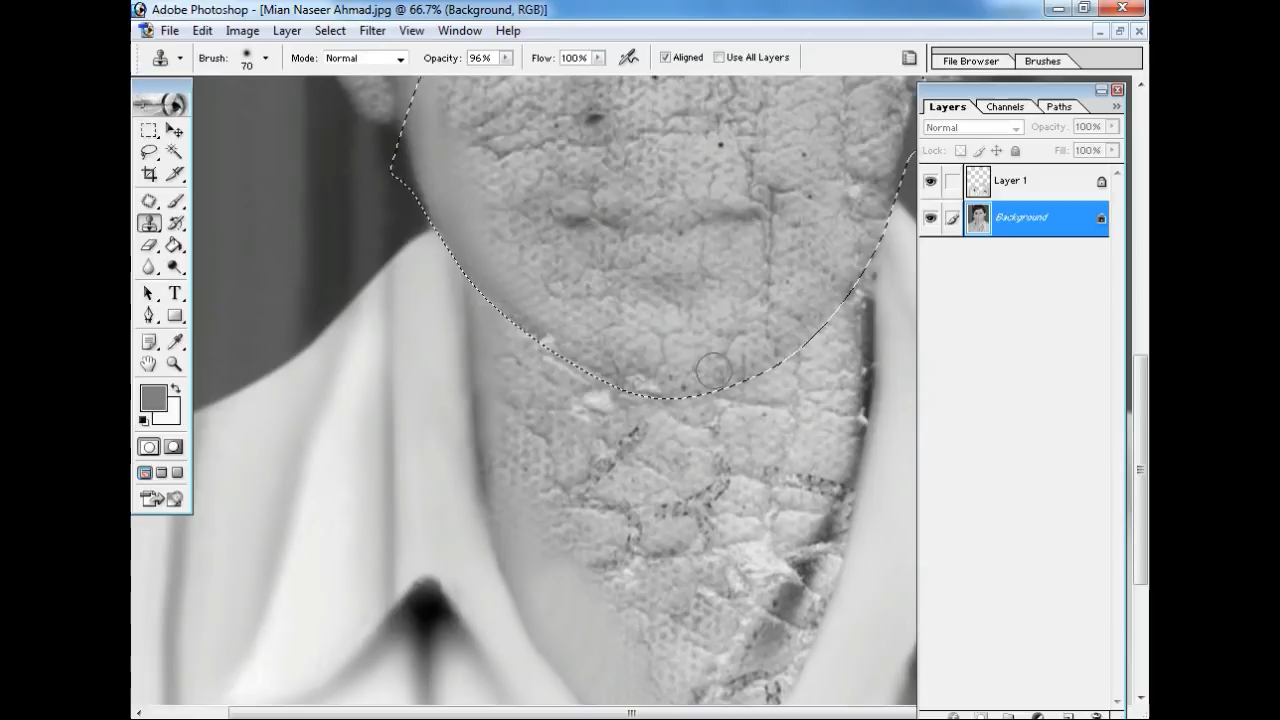 Adobe Photoshop - [Mian Naseer Ahmad.jpg @ 66.7% (Background, RGB)]
File Edit Image Layer Select Filter View Window Help
Brush: 70 Mode: Normal Opacity: 96% Flow: 100% Aligned Use All Layers File Browser Brushes
Layers Channels Paths
Normal Opacity: 100%
Lock: Fill: 100%
Layer 1
Background
T